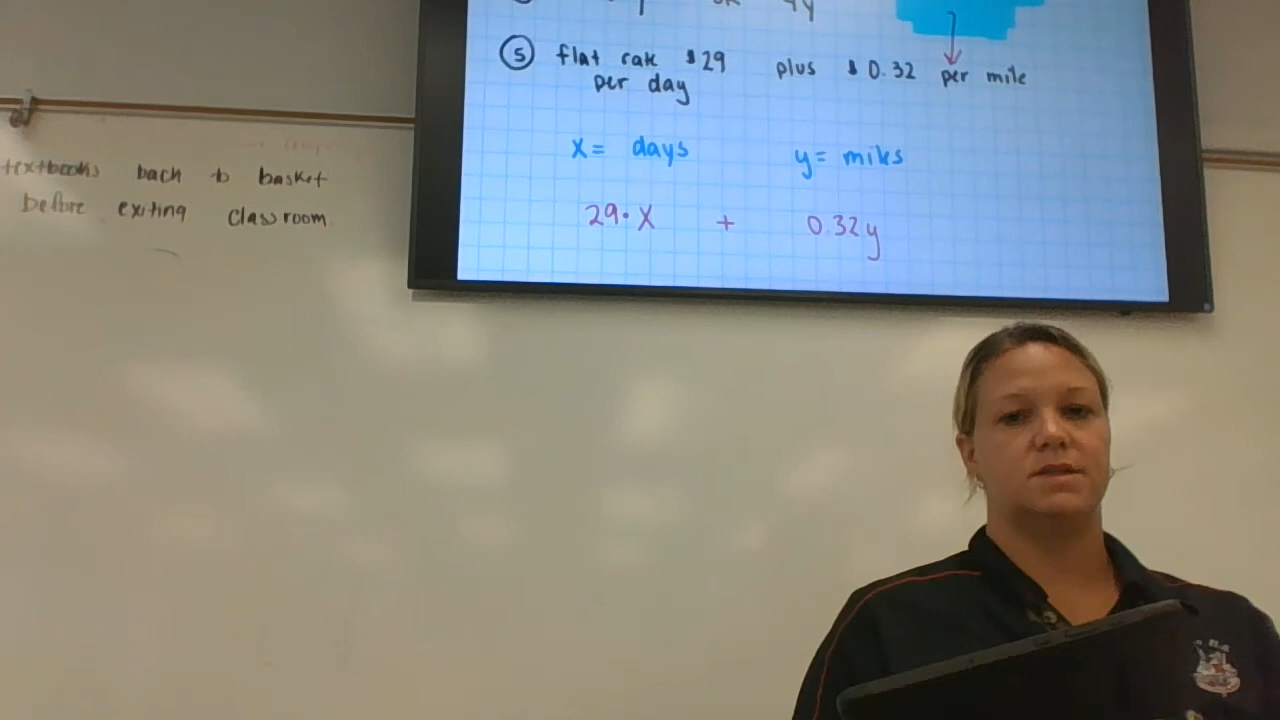 ⑤ flat rate $29 plus $0.32 per mile
per day
x = days y = miles
29·x + 0.32y
textbooks back to basket
before exiting classroom